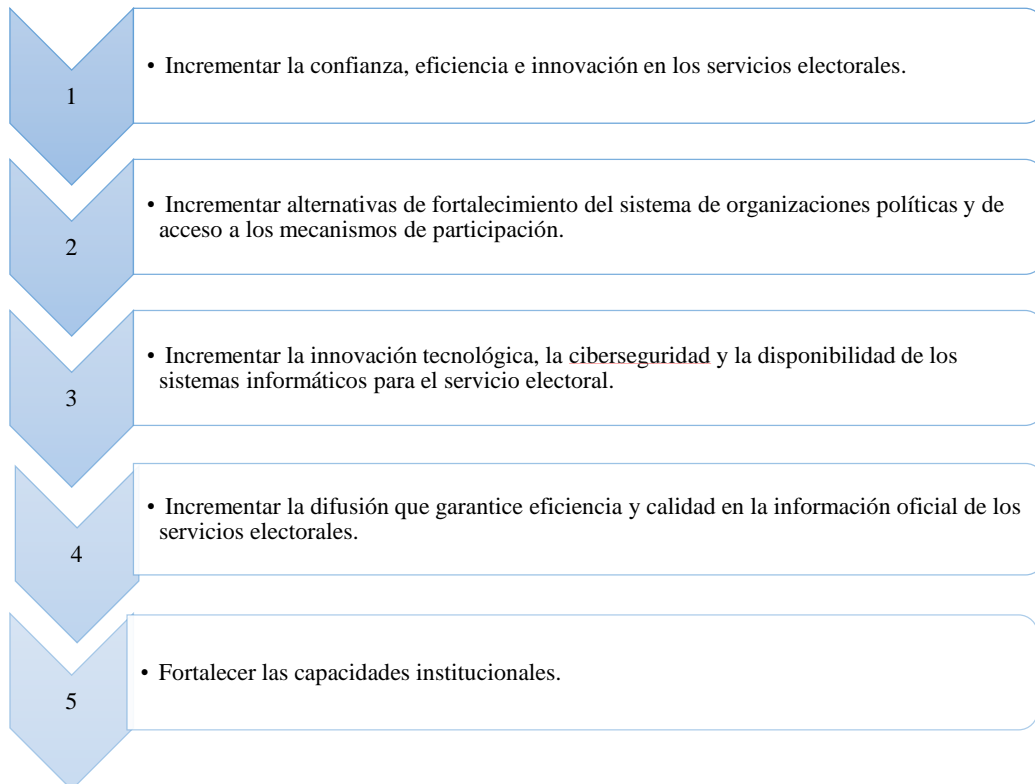 1
• Incrementar la confianza, eficiencia e innovación en los servicios electorales.
2
• Incrementar alternativas de fortalecimiento del sistema de organizaciones políticas y de
acceso a los mecanismos de participación.
3
• Incrementar la innovación tecnológica, la ciberseguridad y la disponibilidad de los
sistemas informáticos para el servicio electoral.
4
• Incrementar la difusión que garantice eficiencia y calidad en la información oficial de los
servicios electorales.
5
• Fortalecer las capacidades institucionales.